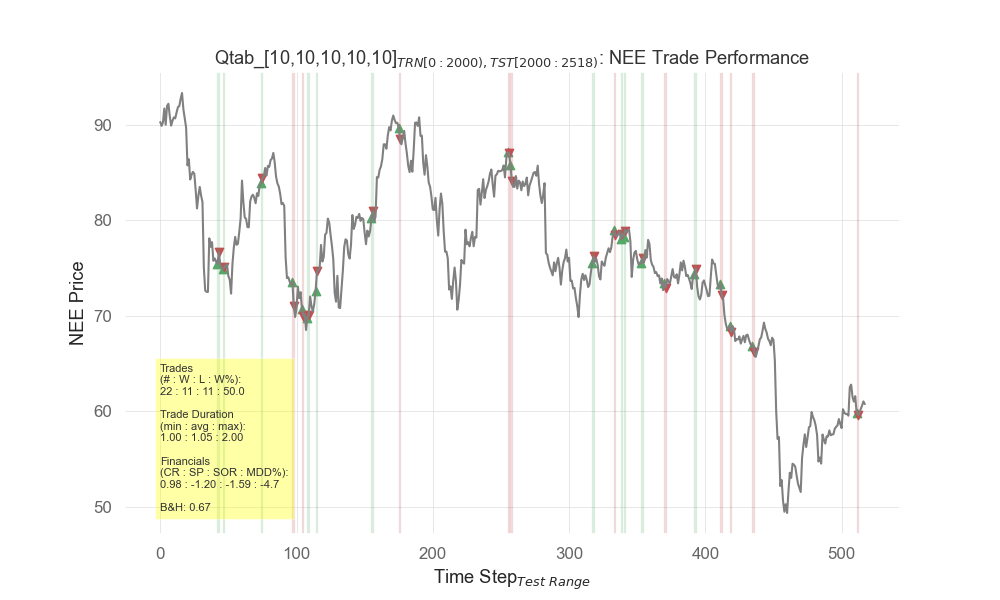 Qtab_[10,10,10,10,10]TRN[0 : 2000), TST[2000 : 2518): NEE Trade Performance
NEE Price
90
80
70
60
50
Trades
(# : W : L : W%):
22 : 11 : 11 : 50.0
Trade Duration
(min : avg : max):
1.00 : 1.05 : 2.00
Financials
(CR : SP : SOR : MDD%):
0.98 : -1.20 : -1.59 : -4.7
B&H: 0.67
0 100 200 300 400 500
Time StepTest Range